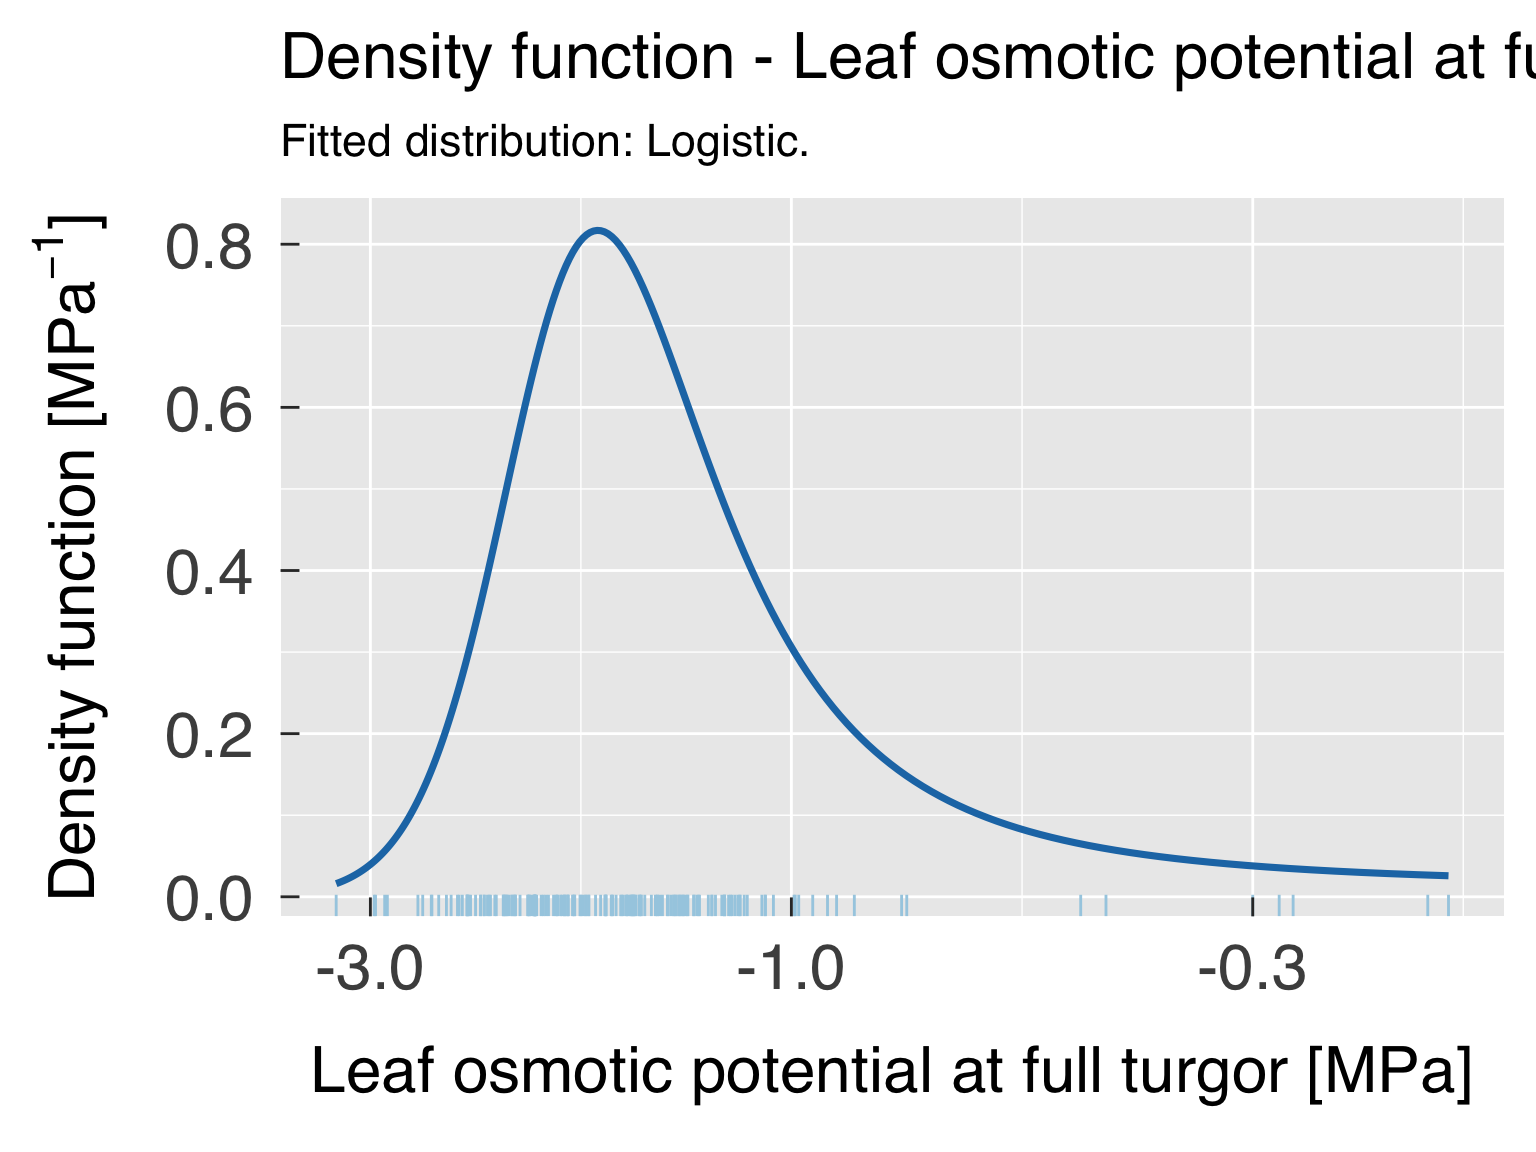 Density function - Leaf osmotic potential at
Fitted distribution: Logistic.
Density function [MPa⁻¹]
0.8
0.6
0.4
0.2
0.0
-3.0 -1.0 -0.3
Leaf osmotic potential at full turgor [MPa]